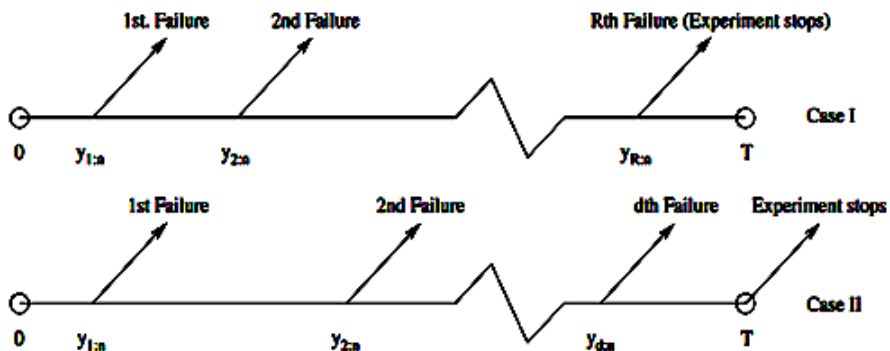 1st. Failure 2nd Failure Rth Failure (Experiment stops)
Case I
0 y1:n y2:n yR:n T
1st Failure 2nd Failure dth Failure Experiment stops
Case II
0 y1:n y2:n yd:n T